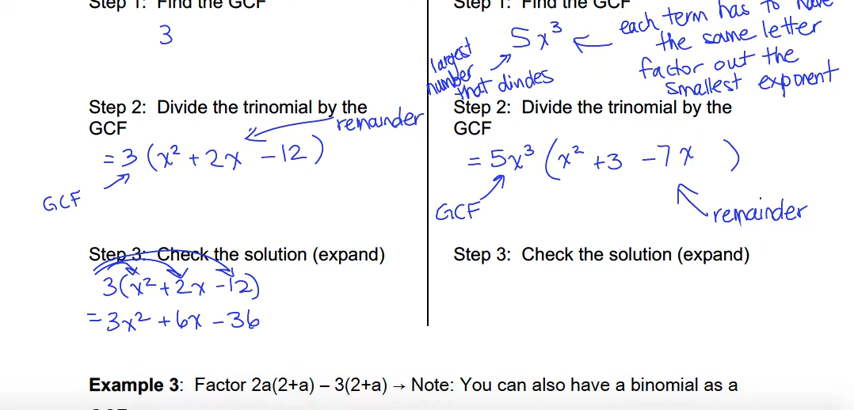 Step 1: Find the GCF
3
Step 2: Divide the trinomial by the
GCF
remainder
= 3 (x² + 2x - 12)
GCF
Step 3: Check the solution (expand)
3(x² + 2x - 12)
= 3x² + 6x - 36
Step 1: Find the GCF
5x³
each term has to have
the same letter
factor out the
smallest exponent
largest
number
that divides
Step 2: Divide the trinomial by the
GCF
= 5x³ (x² + 3 - 7x )
GCF
remainder
Step 3: Check the solution (expand)
Example 3: Factor 2a(2+a) – 3(2+a) → Note: You can also have a binomial as a
GCF